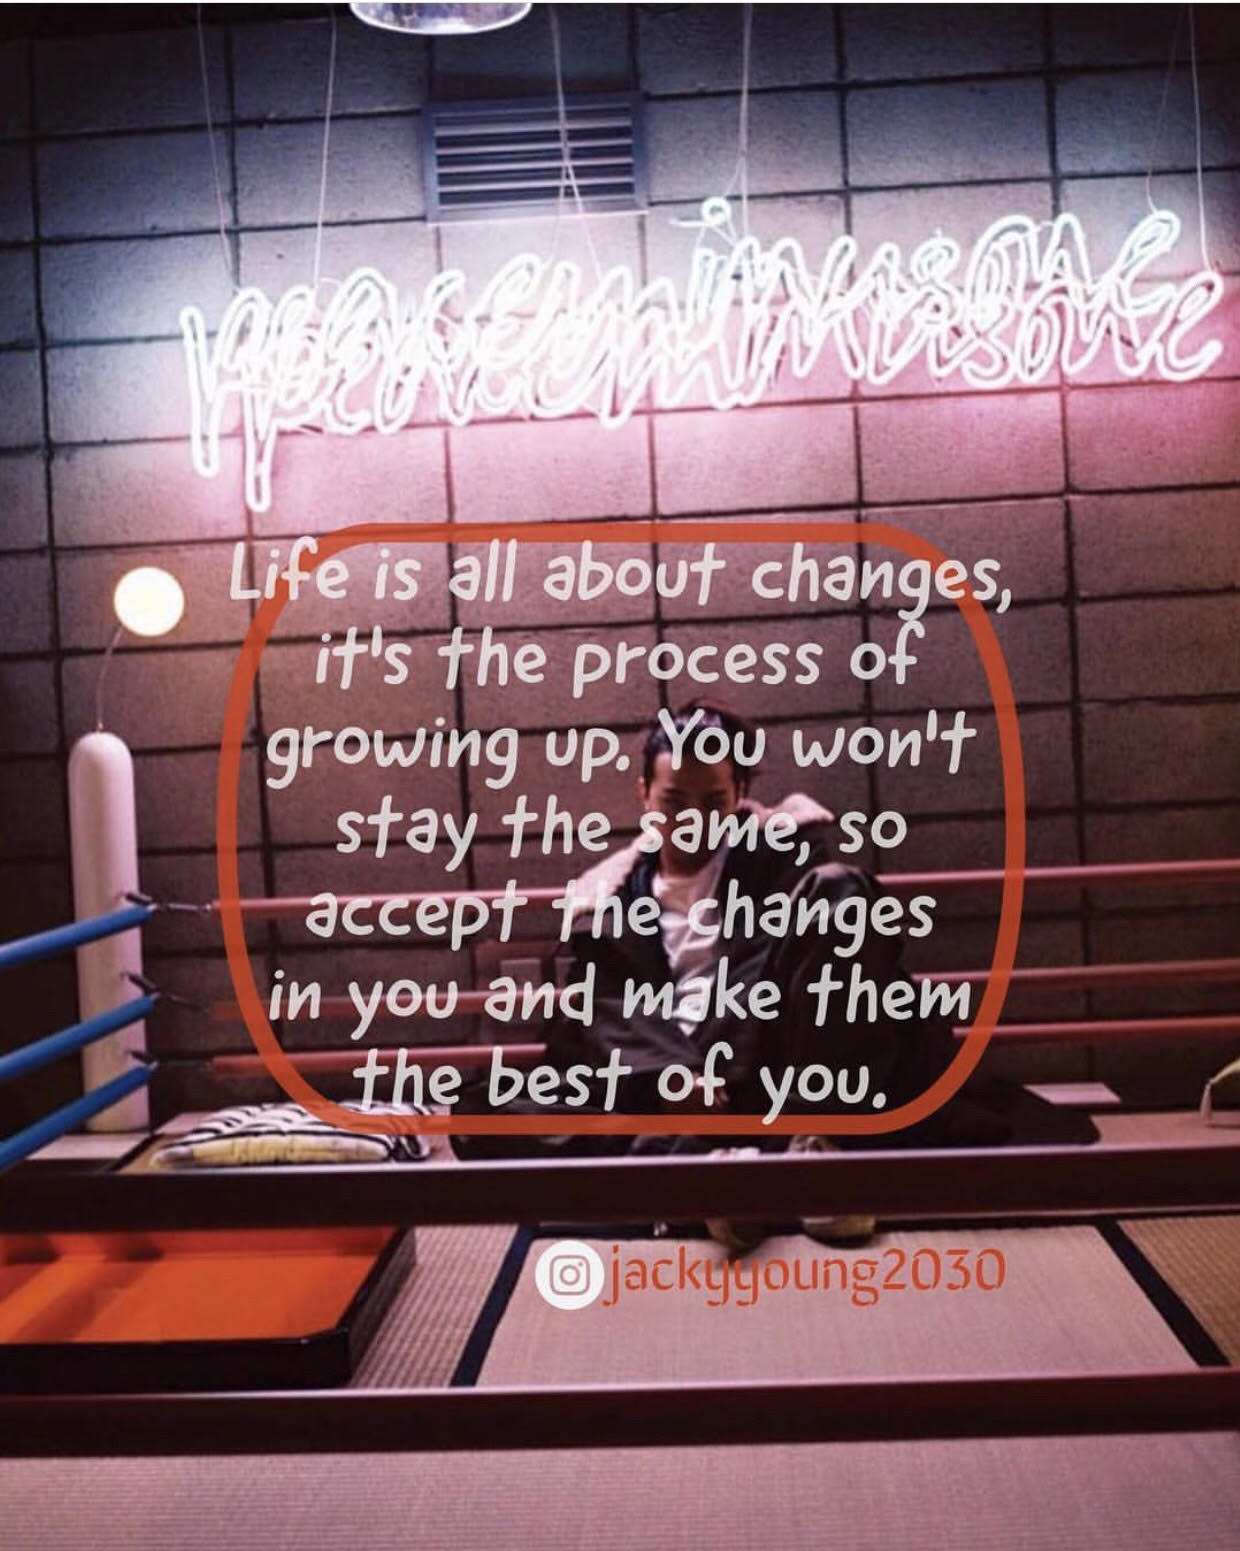 Life is all about changes,
it's the process of
growing up. You won't
stay the same, so
accept the changes
in you and make them
the best of you.
jackyyoung2030